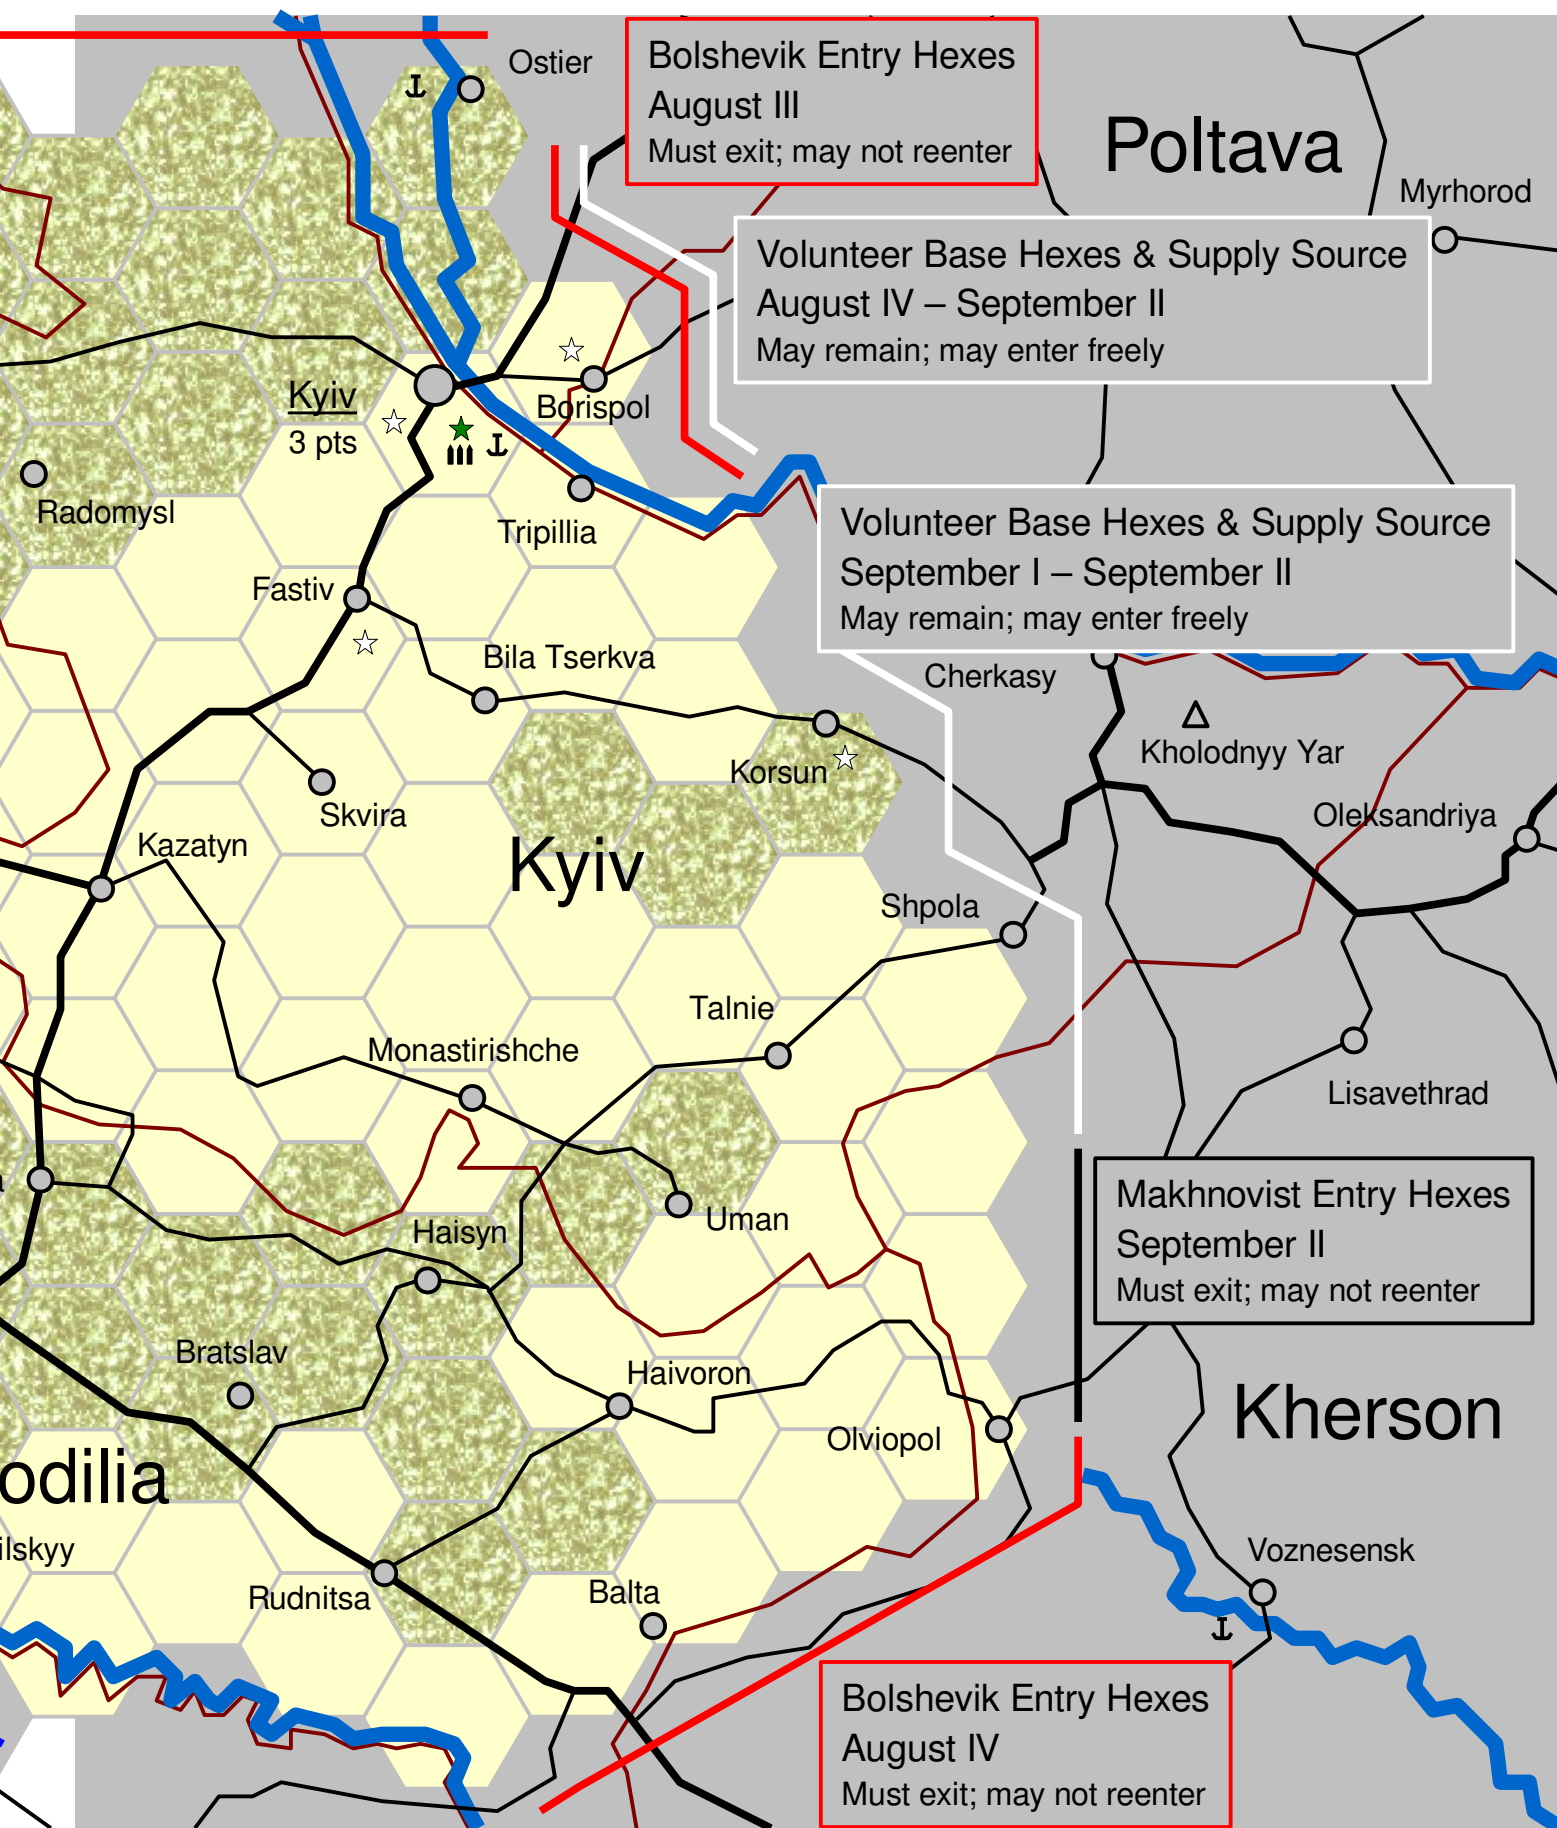 Ostier
Bolshevik Entry Hexes
August III
Must exit; may not reenter
Poltava
Myrhorod
Volunteer Base Hexes & Supply Source
August IV – September II
May remain; may enter freely
Kyiv
3 pts
Borispol
Radomysl
Tripillia
Volunteer Base Hexes & Supply Source
September I – September II
May remain; may enter freely
Fastiv
Bila Tserkva
Cherkasy
Kholodnyy Yar
Korsun
Skvira
Oleksandriya
Kazatyn
Kyiv
Shpola
Talnie
Monastirishche
Lisavethrad
Makhnovist Entry Hexes
September II
Must exit; may not reenter
a
Uman
Haisyn
Bratslav
Haivoron
Kherson
Olviopol
odilia
ilskyy
Voznesensk
Rudnitsa
Balta
Bolshevik Entry Hexes
August IV
Must exit; may not reenter